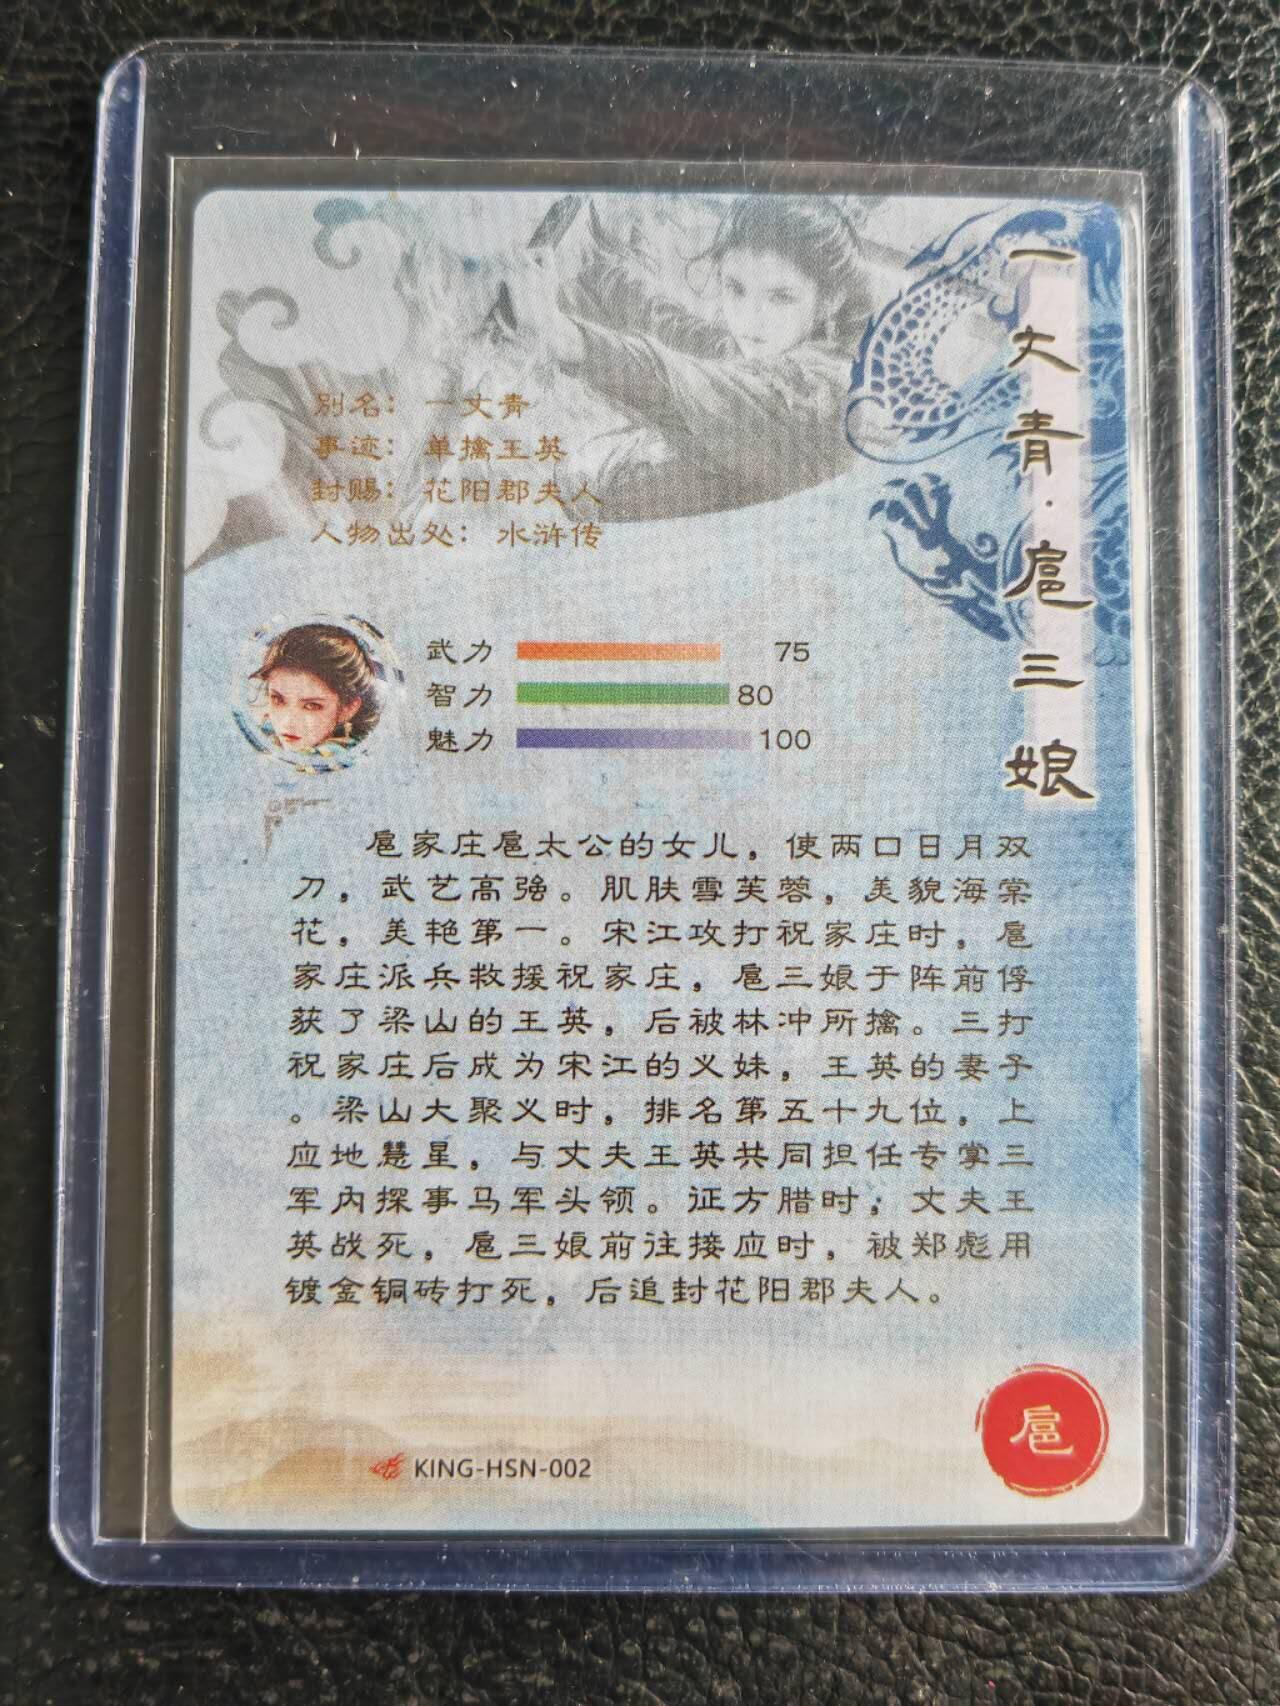 一丈青·扈三娘
别名：一丈青
事迹：单擒王英
封赐：花阳郡夫人
人物出处：水浒传
武力 75
智力 80
魅力 100
扈家庄扈太公的女儿，使两口日月双
刀，武艺高强。肌肤雪芙蓉，美貌海棠
花，美艳第一。宋江攻打祝家庄时，扈
家庄派兵救援祝家庄，扈三娘于阵前俘
获了梁山的王英，后被林冲所擒。三打
祝家庄后成为宋江的义妹，王英的妻子
。梁山大聚义时，排名第五十九位，上
应地慧星，与丈夫王英共同担任专掌三
军内探事马军头领。证方腊时；丈夫王
英战死，扈三娘前往接应时，被郑彪用
镀金铜砖打死，后追封花阳郡夫人。
KING-HSN-002
扈